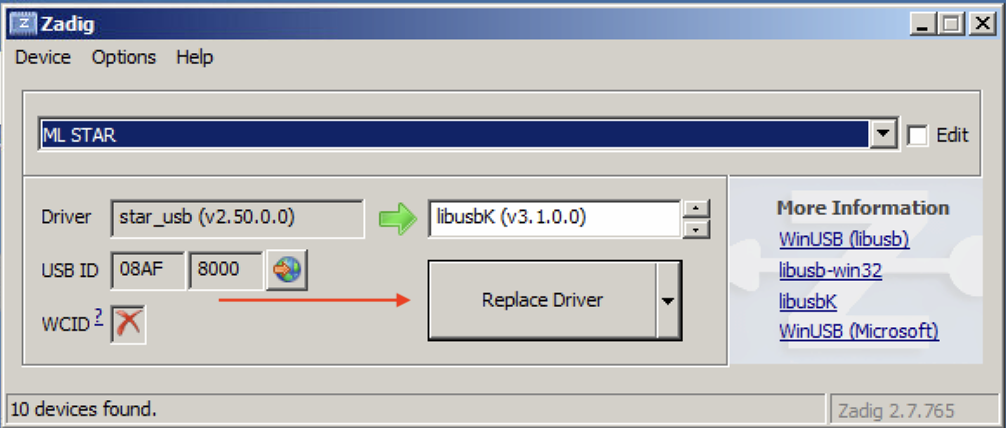 Zadig
Device Options Help
ML STAR
Edit
Driver star_usb (v2.50.0.0) libusbK (v3.1.0.0)
USB ID 08AF 8000
WCID ?
Replace Driver
More Information
WinUSB (libusb)
libusb-win32
libusbK
WinUSB (Microsoft)
10 devices found.
Zadig 2.7.765